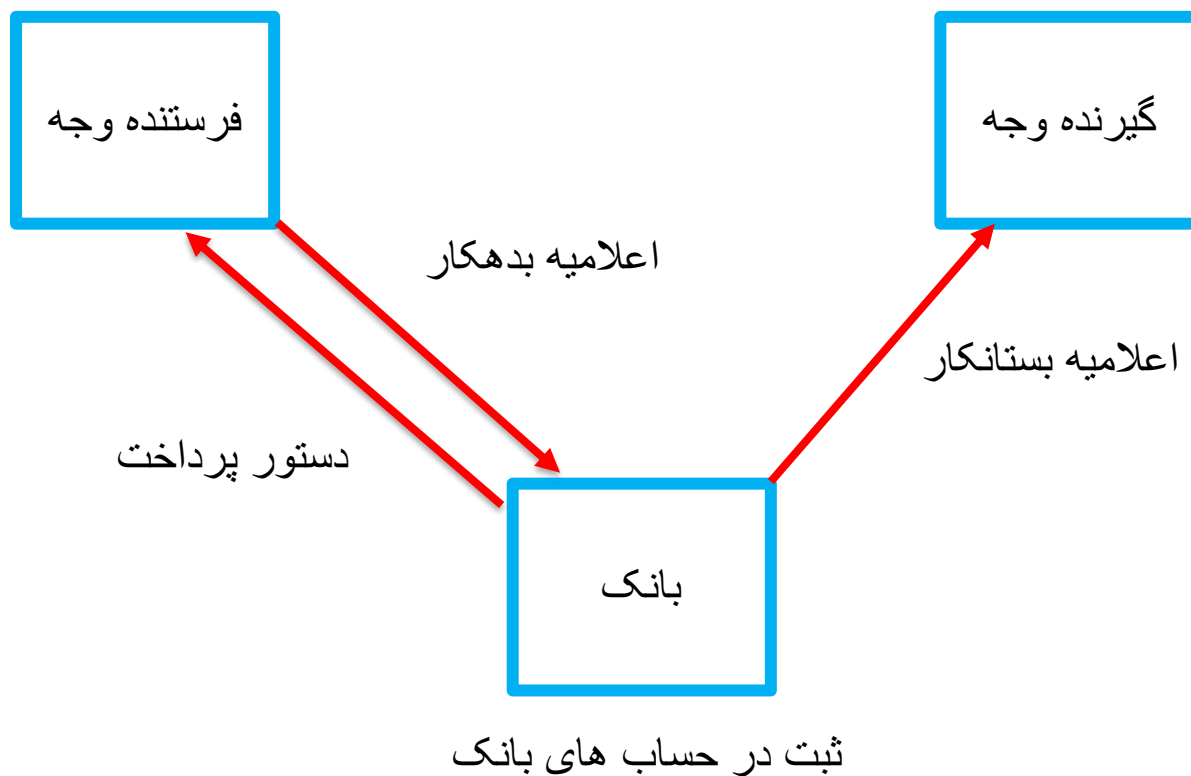 گیرنده وجه
فرستنده وجه
اعلامیه بدهکار
اعلامیه بستانکار
دستور پرداخت
بانک
ثبت در حساب های بانک